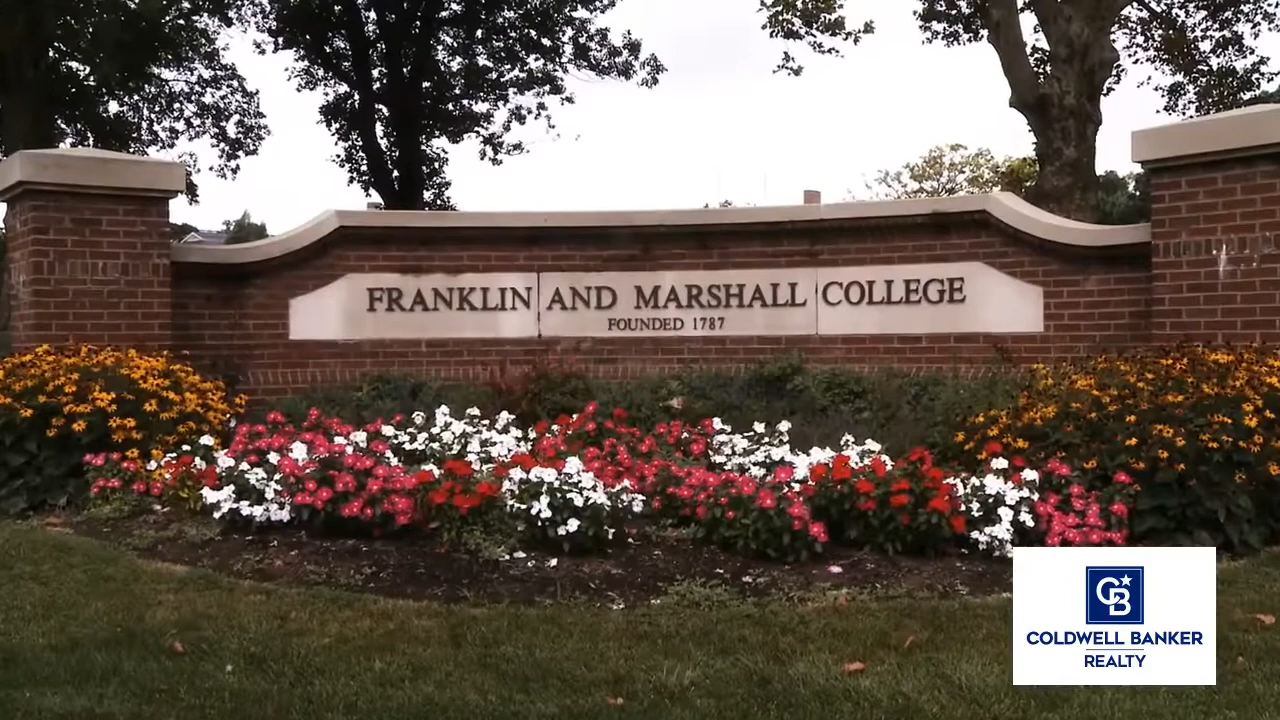 FRANKLIN AND MARSHALL COLLEGE
FOUNDED 1787
CB
COLDWELL BANKER
REALTY